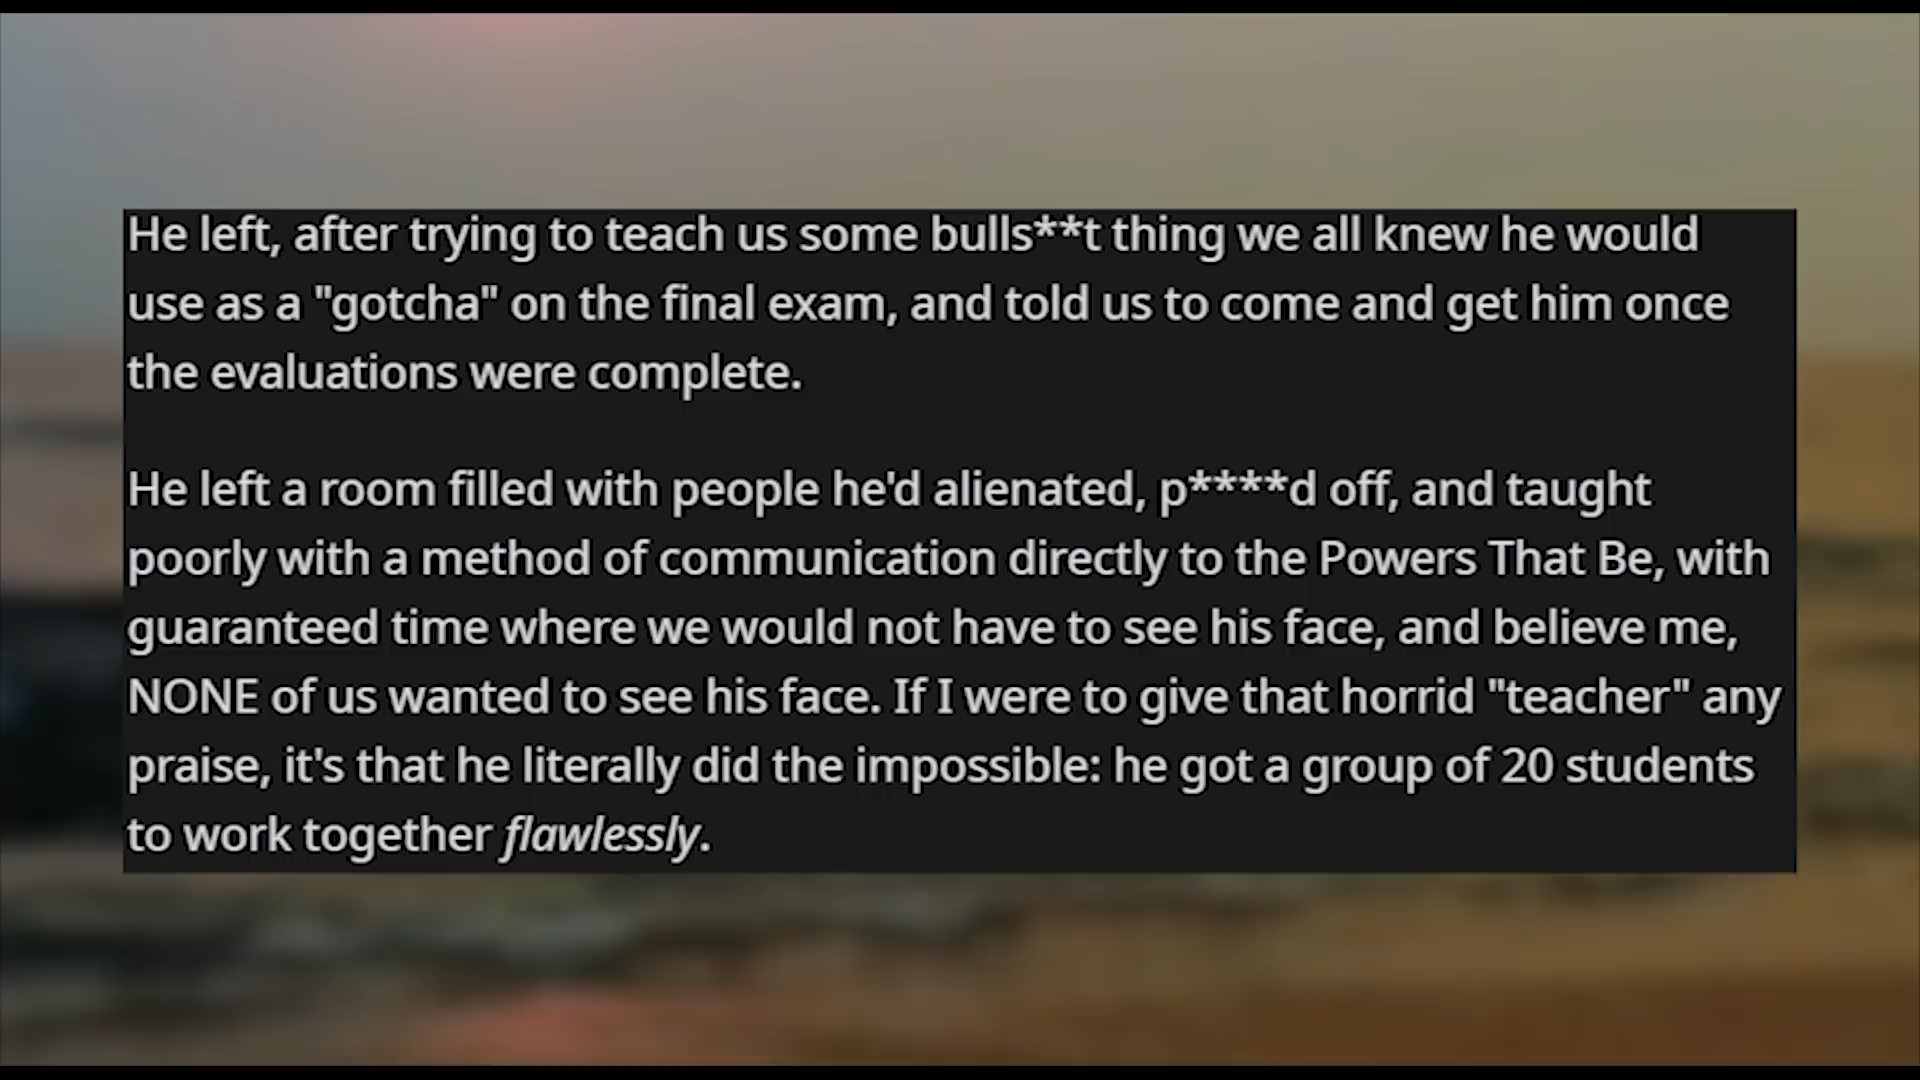 He left, after trying to teach us some bulls**t thing we all knew he would
use as a "gotcha" on the final exam, and told us to come and get him once
the evaluations were complete.
He left a room filled with people he'd alienated, p****d off, and taught
poorly with a method of communication directly to the Powers That Be, with
guaranteed time where we would not have to see his face, and believe me,
NONE of us wanted to see his face. If I were to give that horrid "teacher" any
praise, it's that he literally did the impossible: he got a group of 20 students
to work together flawlessly.